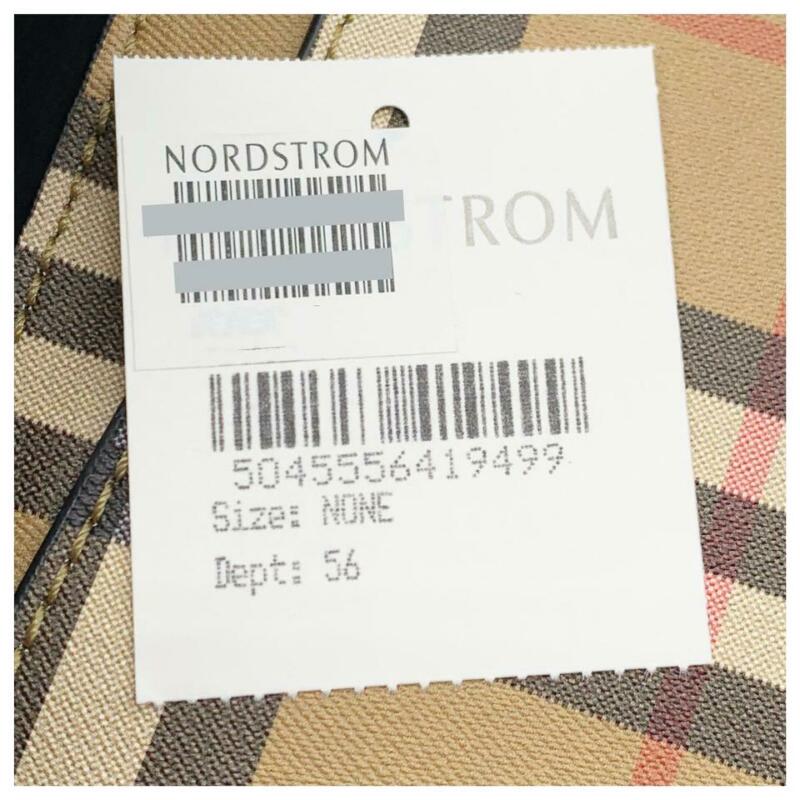 NORDSTROM
TROM
5045556419499
Size: NONE
Dept: 56